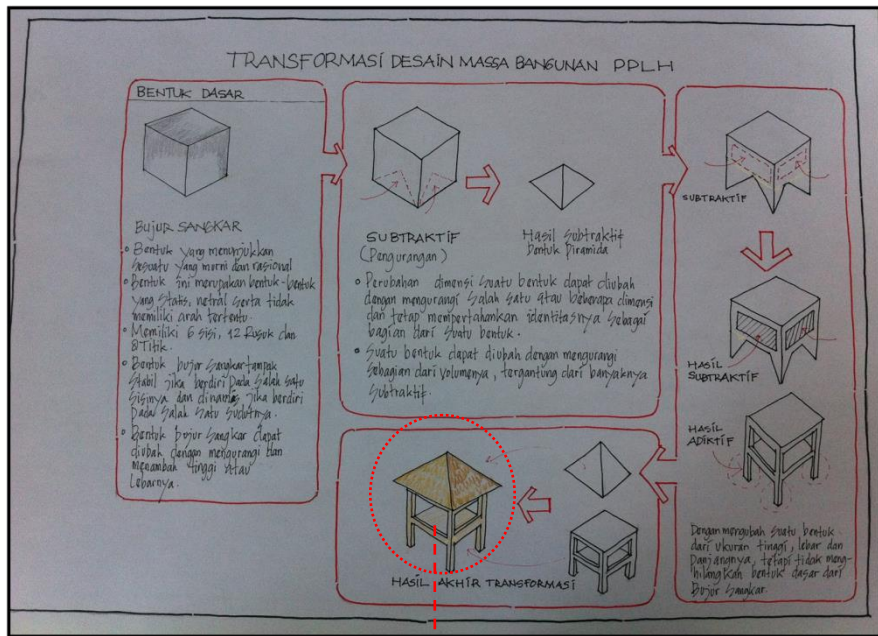 TRANSFORMASI DESAIN MASSA BANGUNAN PPLH
BENTUK DASAR
BUJUR SANGKAR
Bentuk yang menunjukkan
sesuatu yang murni dan rasional
Bentuk ini merupakan bentuk-bentuk
yang statis, netral serta tidak
memiliki arah tertentu.
Memiliki 6 sisi, 12 Rusuk dan
8 Titik.
Bentuk bujur sangkar tampak
Stabil jika berdiri pada salah satu
sisinya dan dinamis jika berdiri
pada salah satu sudutnya.
Bentuk bujur sangkar dapat
diubah dengan mengurangi dan
menambah tinggi atau
Lebarnya.
SUBTRAKTIF
(Pengurangan)
Hasil Subtraktif
Bentuk Piramida
Perubahan dimensi suatu bentuk dapat diubah
dengan mengurangi salah satu atau beberapa dimensi
dan tetap mempertahankan identitasnya sebagai
bagian dari suatu bentuk.
Suatu bentuk dapat diubah dengan mengurangi
sebagian dari volumenya, tergantung dari banyaknya
Subtraktif.
SUBTRAKTIF
HASIL
SUBTRAKTIF
HASIL
ADIKTIF
Dengan mengubah suatu bentuk
dari ukuran tinggi, lebar dan
panjangnya, tetapi tidak meng-
hilangkan bentuk dasar dari
Bujur Sangkar.
HASIL AKHIR TRANSFORMASI